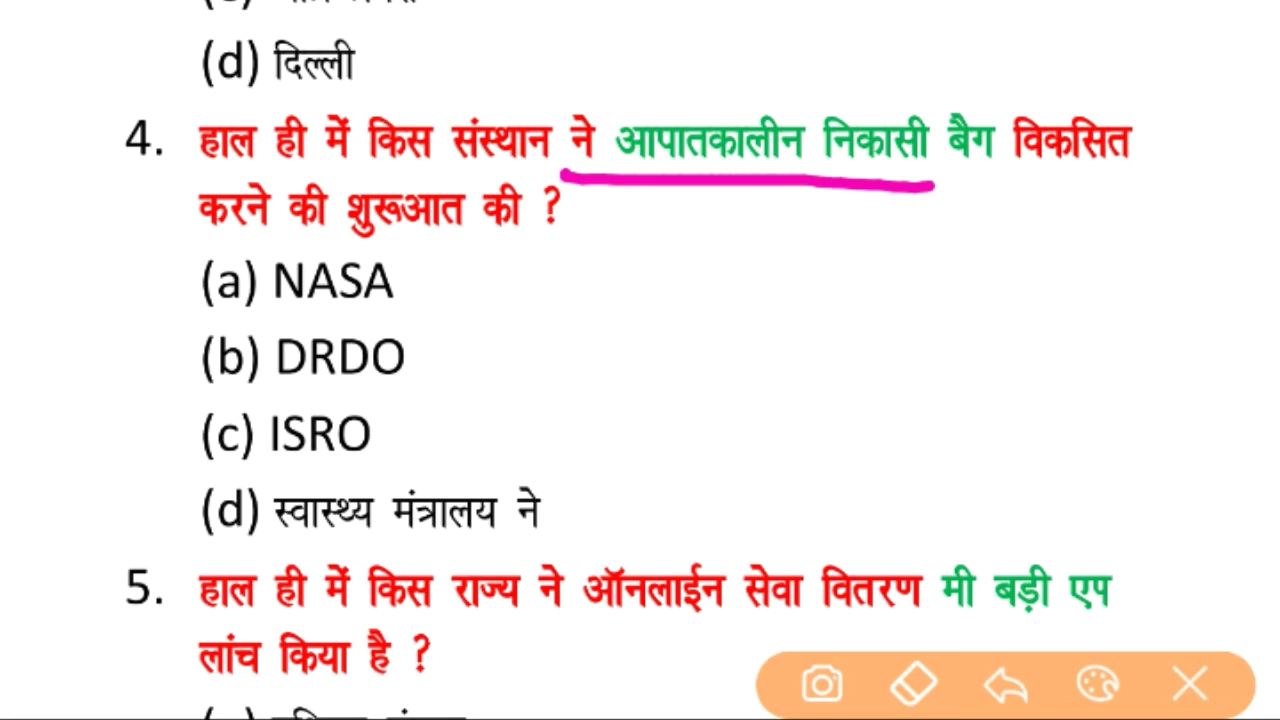 (d) दिल्ली
4. हाल ही में किस संस्थान ने आपातकालीन निकासी बैग विकसित
करने की शुरूआत की ?
(a) NASA
(b) DRDO
(c) ISRO
(d) स्वास्थ्य मंत्रालय ने
5. हाल ही में किस राज्य ने ऑनलाईन सेवा वितरण मी बड़ी एप
लांच किया है ?